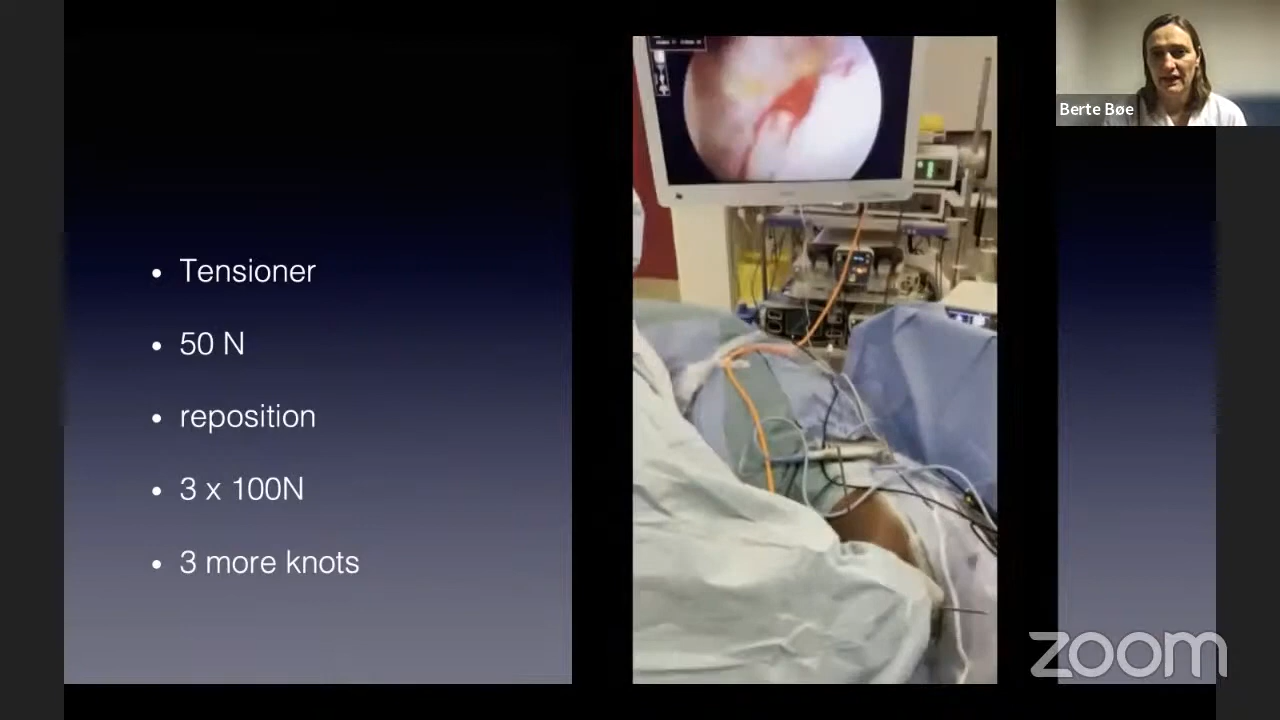 Berte Bøe
Tensioner
50 N
reposition
3 x 100N
3 more knots
zoom